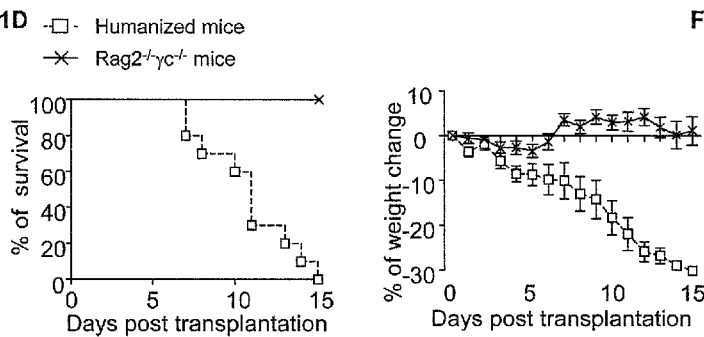 1D
Humanized mice
Rag2-/-γc-/- mice
F
% of survival
100
80
60
40
20
0
0 5 10 15
Days post transplantation
% of weight change
10
0
-10
-20
-30
0 5 10 15
Days post transplantation